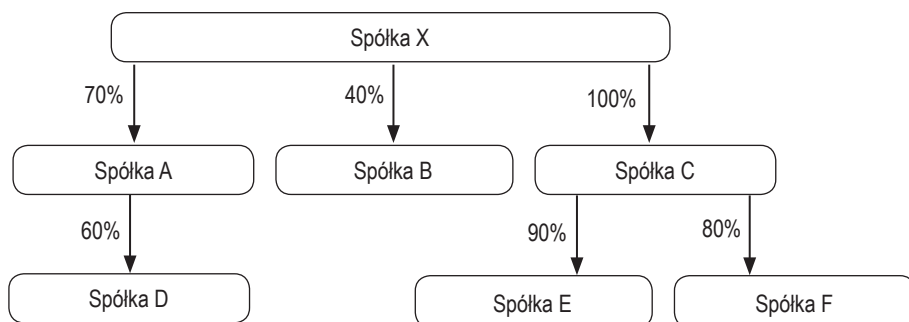 Spółka X
70%
40%
100%
Spółka A
Spółka B
Spółka C
60%
90%
80%
Spółka D
Spółka E
Spółka F